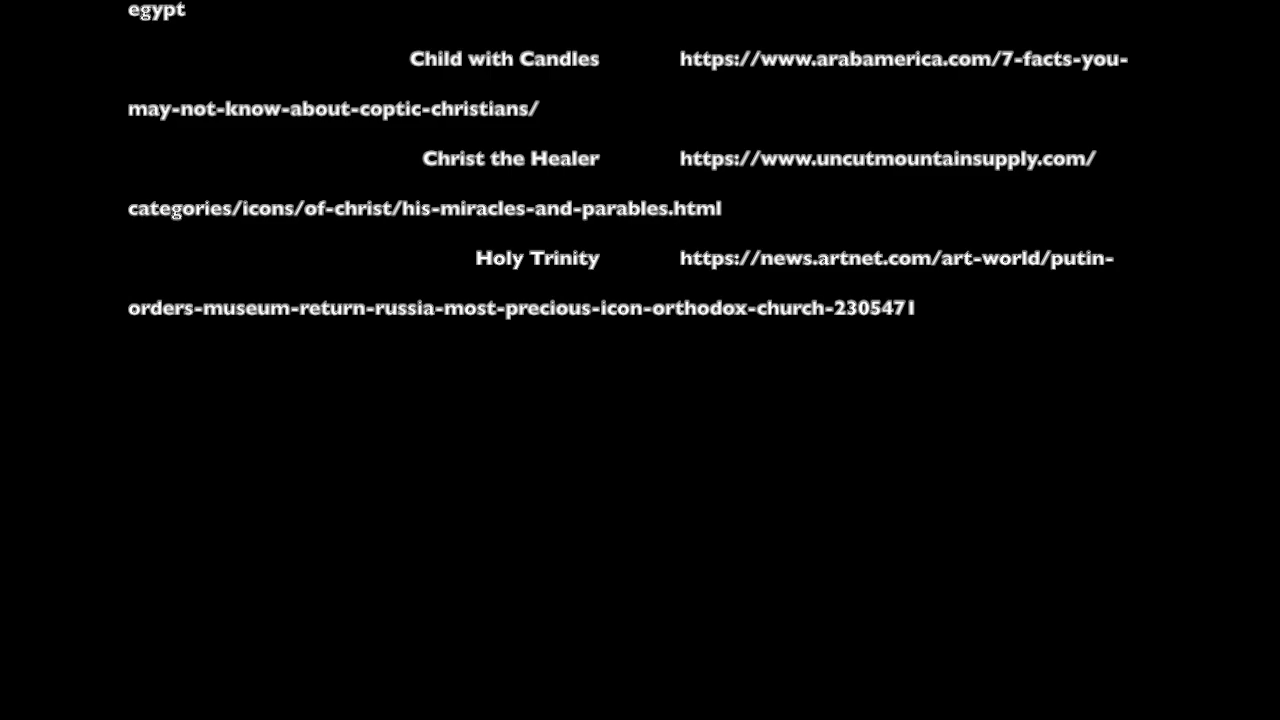 egypt
Child with Candles https://www.arabamerica.com/7-facts-you-
may-not-know-about-coptic-christians/
Christ the Healer https://www.uncutmountainsupply.com/
categories/icons/of-christ/his-miracles-and-parables.html
Holy Trinity https://news.artnet.com/art-world/putin-
orders-museum-return-russia-most-precious-icon-orthodox-church-2305471